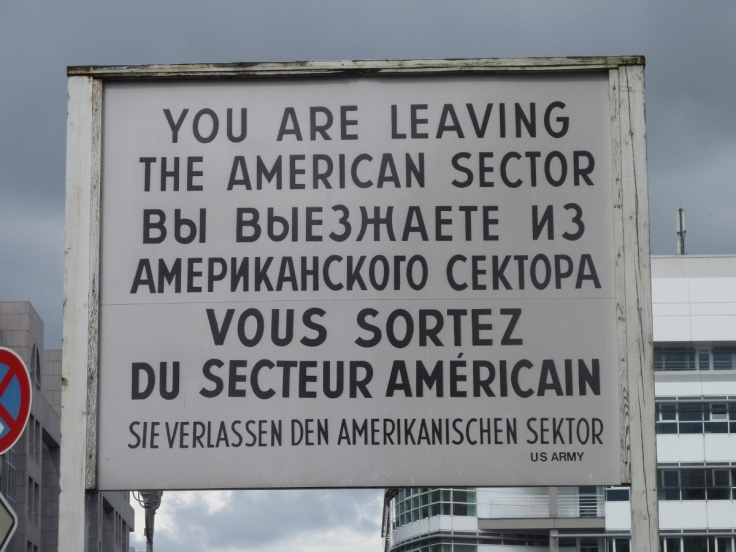 YOU ARE LEAVING
THE AMERICAN SECTOR
ВЫ ВЫЕЗЖАЕТЕ ИЗ
АМЕРИКАНСКОГО СЕКТОРА
VOUS SORTEZ
DU SECTEUR AMÉRICAIN
SIE VERLASSEN DEN AMERIKANISCHEN SEKTOR
US ARMY